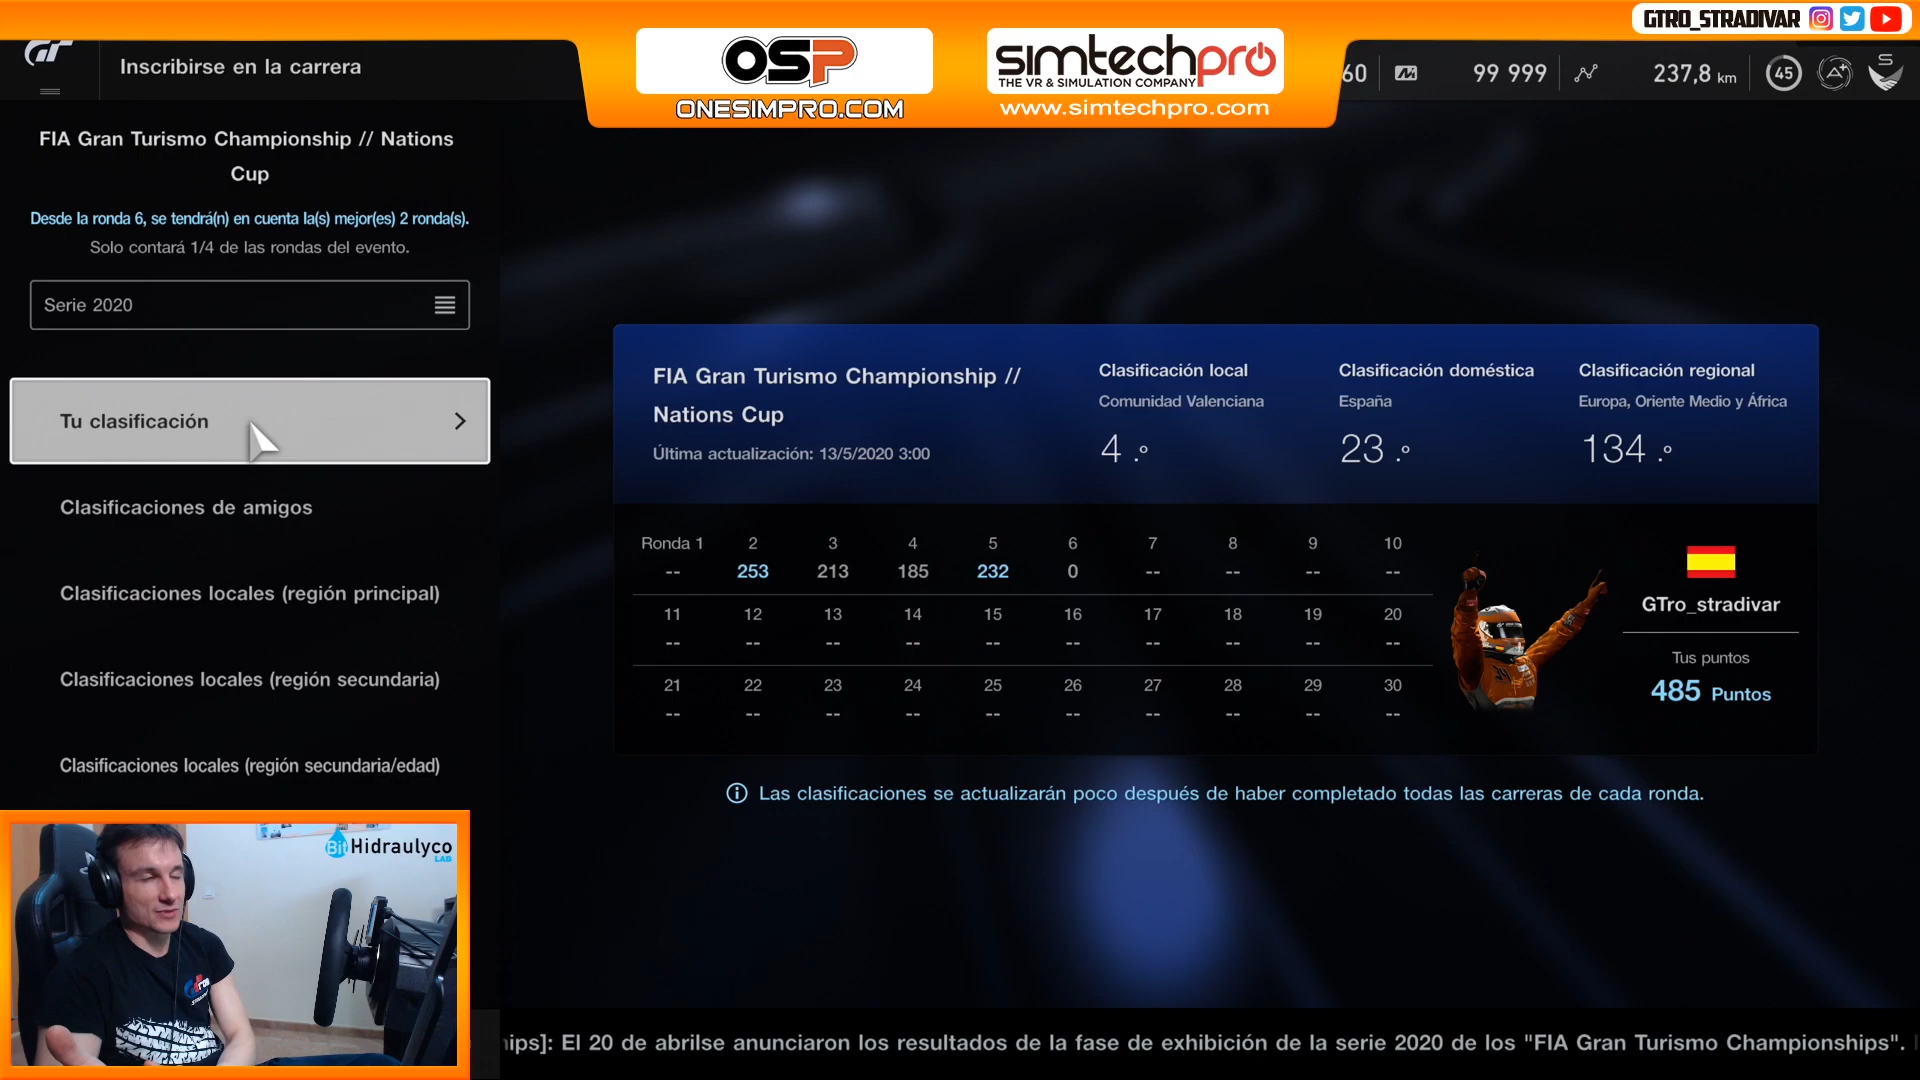 GTRO_STRADIVAR
GT
Inscribirse en la carrera
OSP
ONESIMPRO.COM
simtechpro
THE VR & SIMULATION COMPANY
www.simtechpro.com
60
99 999
237,8 km
45
A+
S
FIA Gran Turismo Championship // Nations
Cup
Desde la ronda 6, se tendrá(n) en cuenta la(s) mejor(es) 2 ronda(s).
Solo contará 1/4 de las rondas del evento.
Serie 2020
Tu clasificación
Clasificaciones de amigos
Clasificaciones locales (región principal)
Clasificaciones locales (región secundaria)
Clasificaciones locales (región secundaria/edad)
FIA Gran Turismo Championship //
Nations Cup
Última actualización: 13/5/2020 3:00
Clasificación local
Comunidad Valenciana
4 .º
Clasificación doméstica
España
23 .º
Clasificación regional
Europa, Oriente Medio y África
134 .º
Ronda 1 2 3 4 5 6 7 8 9 10
-- 253 213 185 232 0 -- -- -- --
11 12 13 14 15 16 17 18 19 20
-- -- -- -- -- -- -- -- -- --
21 22 23 24 25 26 27 28 29 30
-- -- -- -- -- -- -- -- -- --
GTro_stradivar
Tus puntos
485 Puntos
Las clasificaciones se actualizarán poco después de haber completado todas las carreras de cada ronda.
BitHidraulyco
LAB
hips]: El 20 de abrilse anunciaron los resultados de la fase de exhibición de la serie 2020 de los "FIA Gran Turismo Championships".